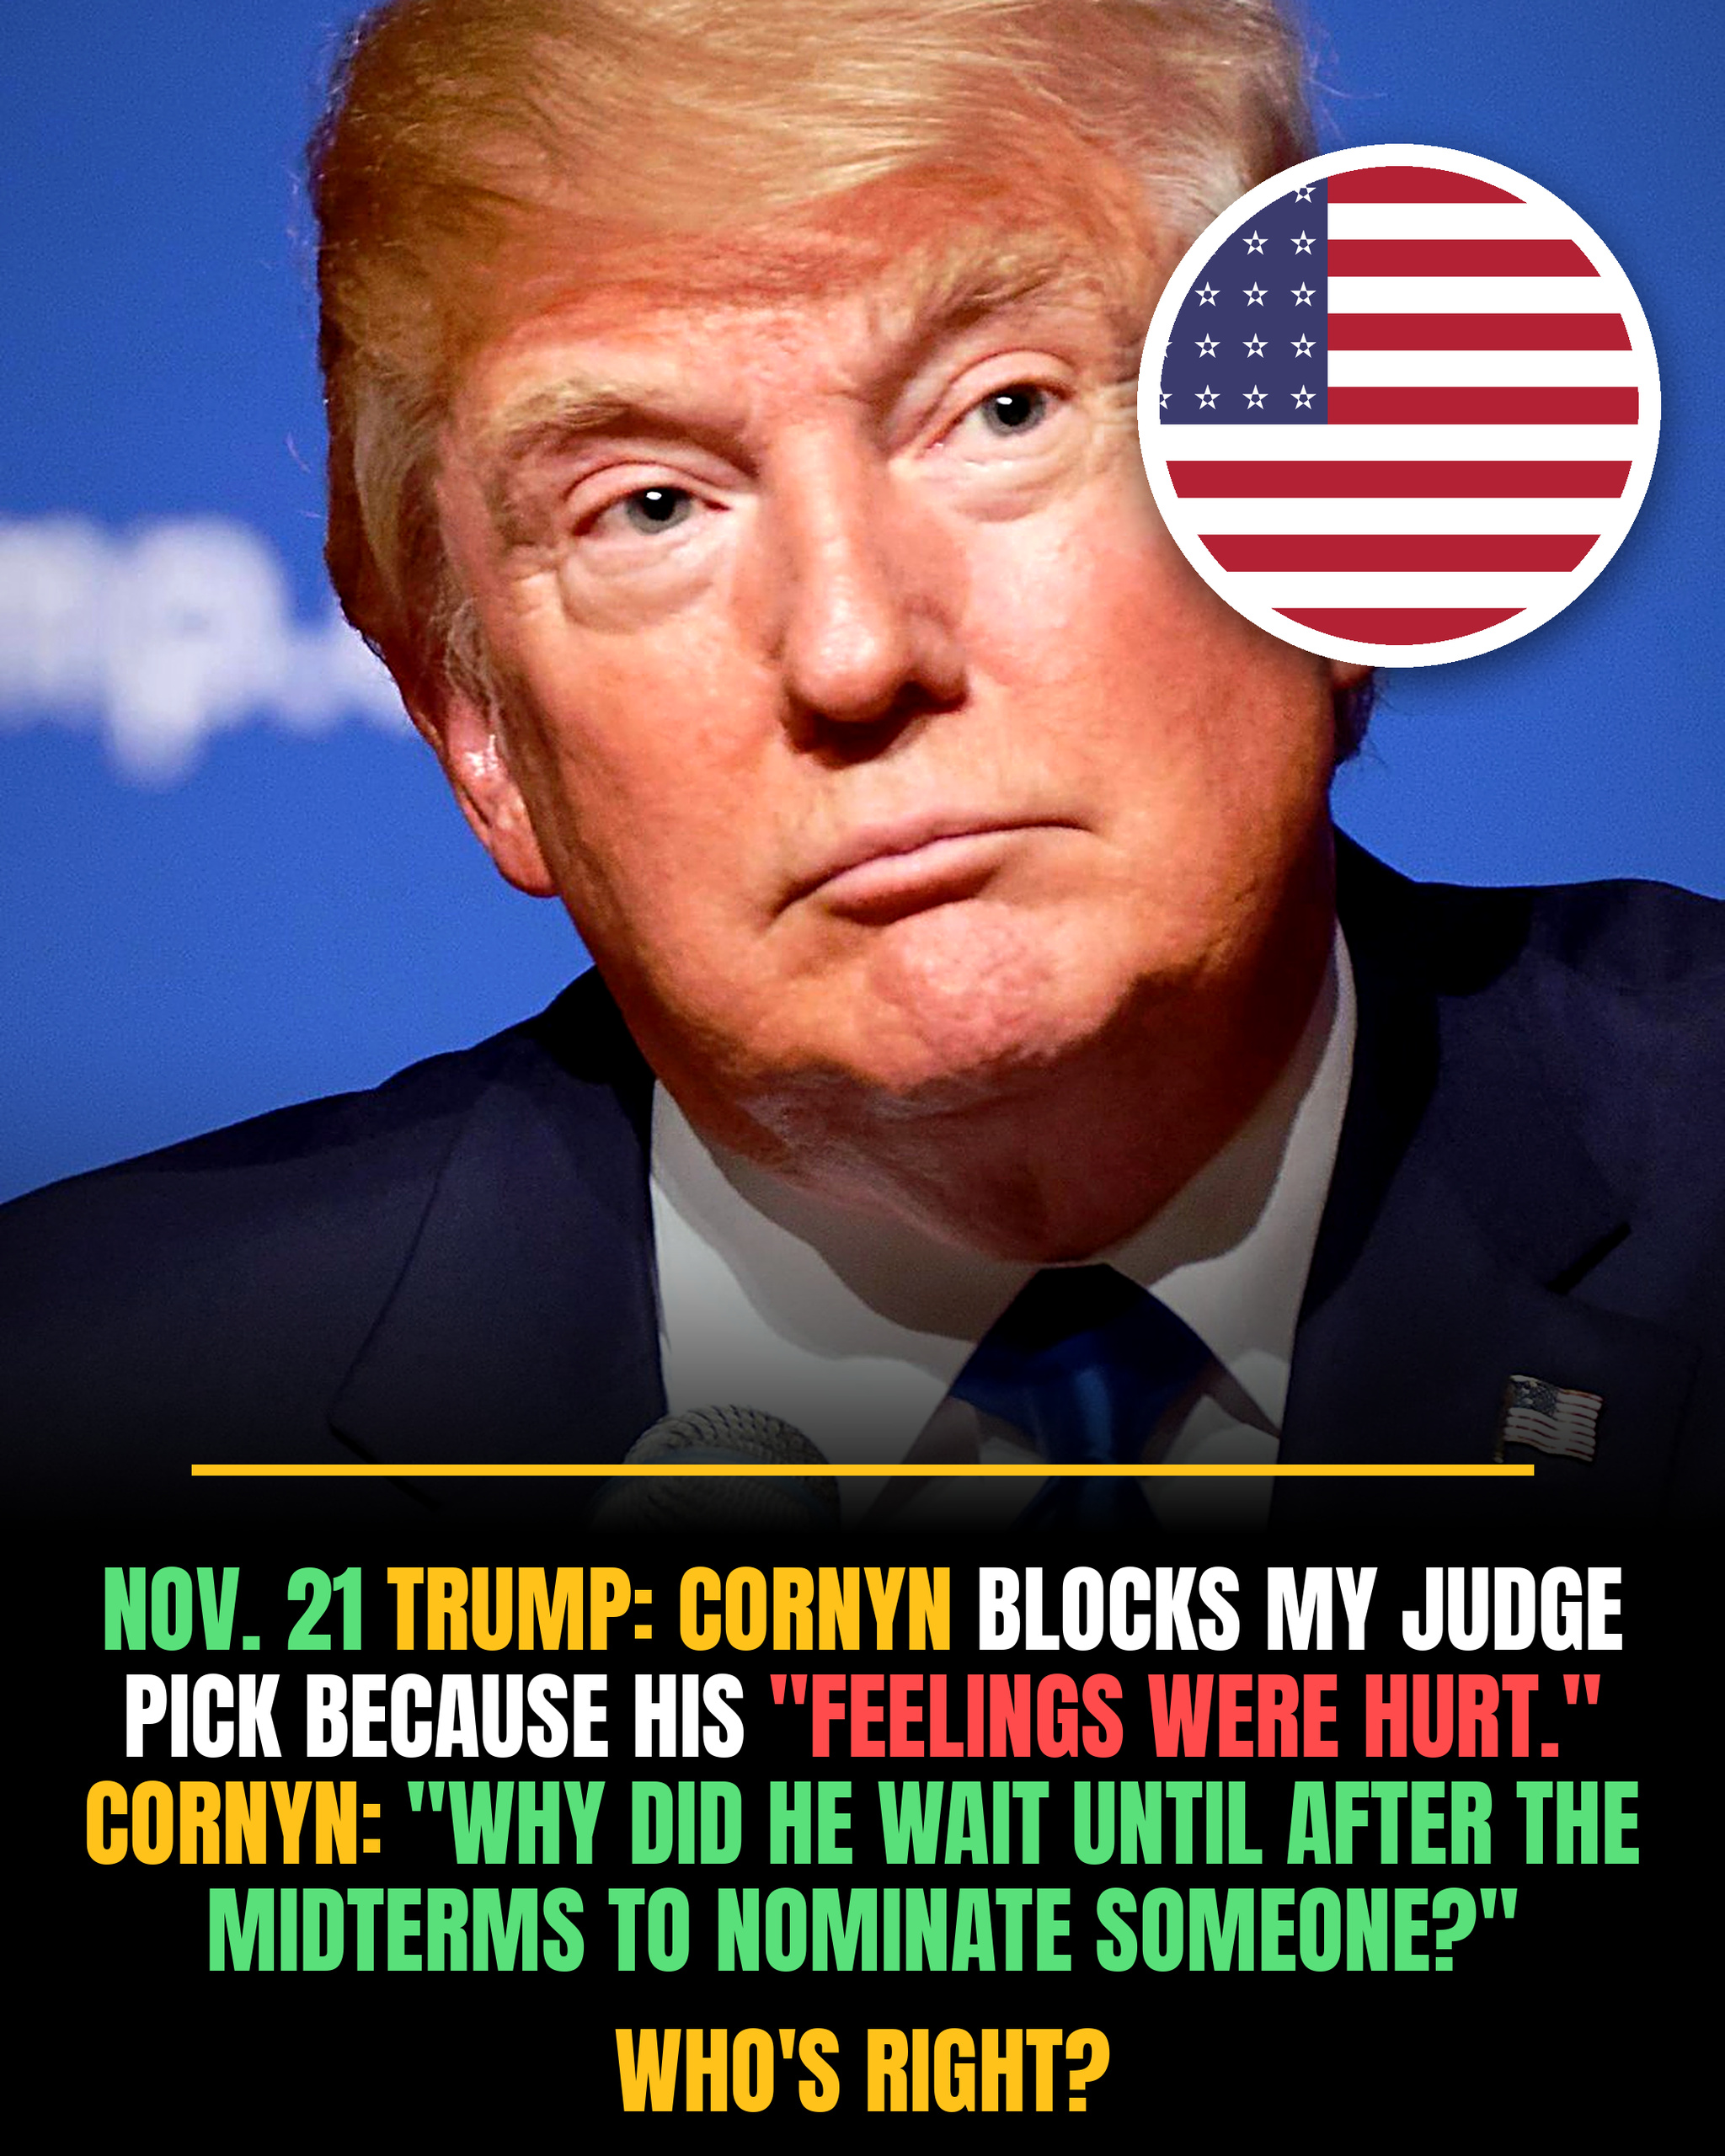 NOV. 21 TRUMP: CORNYN BLOCKS MY JUDGE
PICK BECAUSE HIS "FEELINGS WERE HURT."
CORNYN: "WHY DID HE WAIT UNTIL AFTER THE
MIDTERMS TO NOMINATE SOMEONE?"
WHO'S RIGHT?